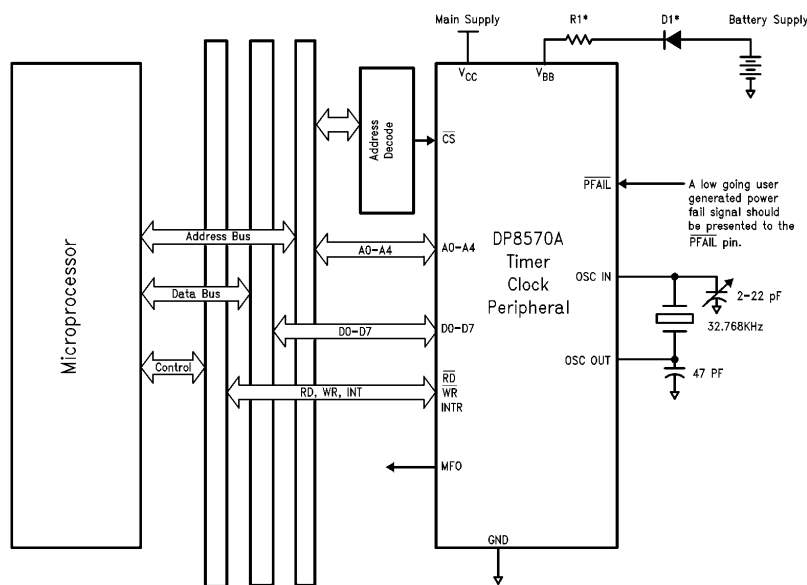 Main Supply
R1*
D1*
Battery Supply
VCC
VBB
Microprocessor
Address
Decode
CS
PFAIL
A low going user
generated power
fail signal should
be presented to the
PFAIL pin.
Address Bus
A0-A4
A0-A4
DP8570A
Timer
Clock
Peripheral
OSC IN
2-22 pF
Data Bus
D0-D7
D0-D7
32.768KHz
Control
OSC OUT
47 PF
RD, WR, INT
RD
WR
INTR
MFO
GND